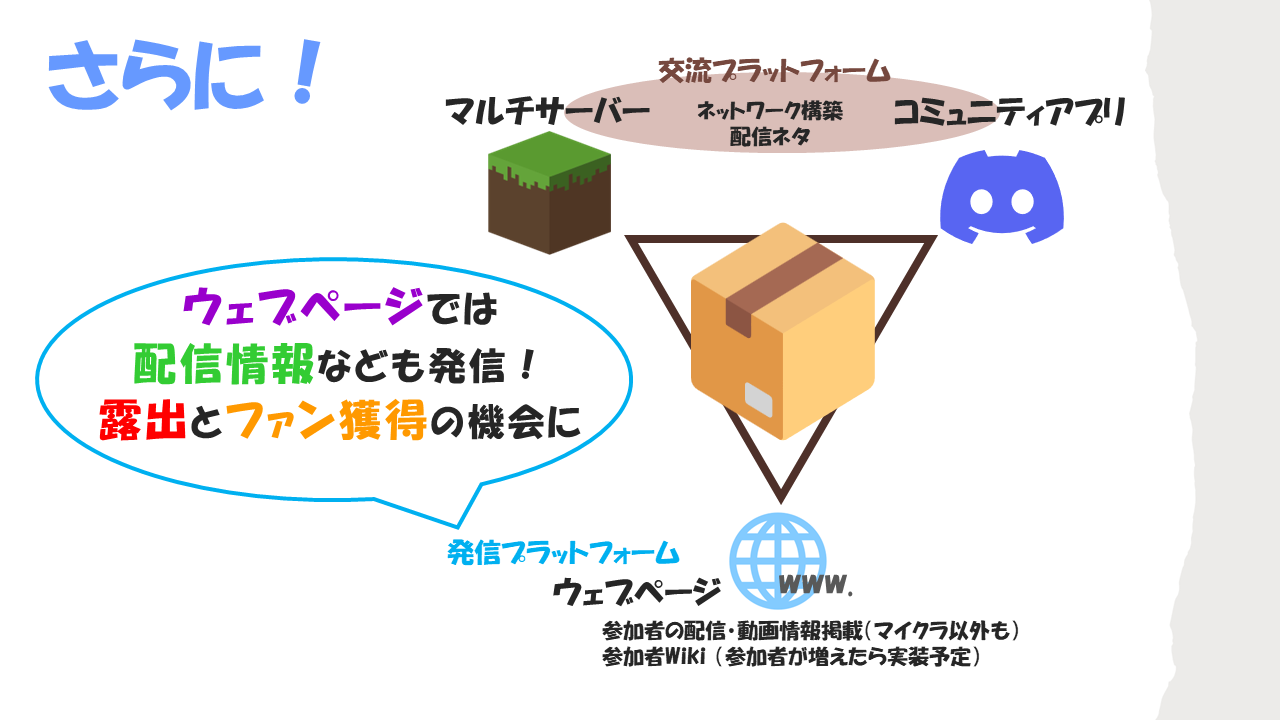 さらに！
交流プラットフォーム
マルチサーバー
ネットワーク構築
配信ネタ
コミュニティアプリ
ウェブページでは
配信情報なども発信！
露出とファン獲得の機会に
発信プラットフォーム
ウェブページ
www.
参加者の配信・動画情報掲載（マイクラ以外も）
参加者Wiki（参加者が増えたら実装予定）